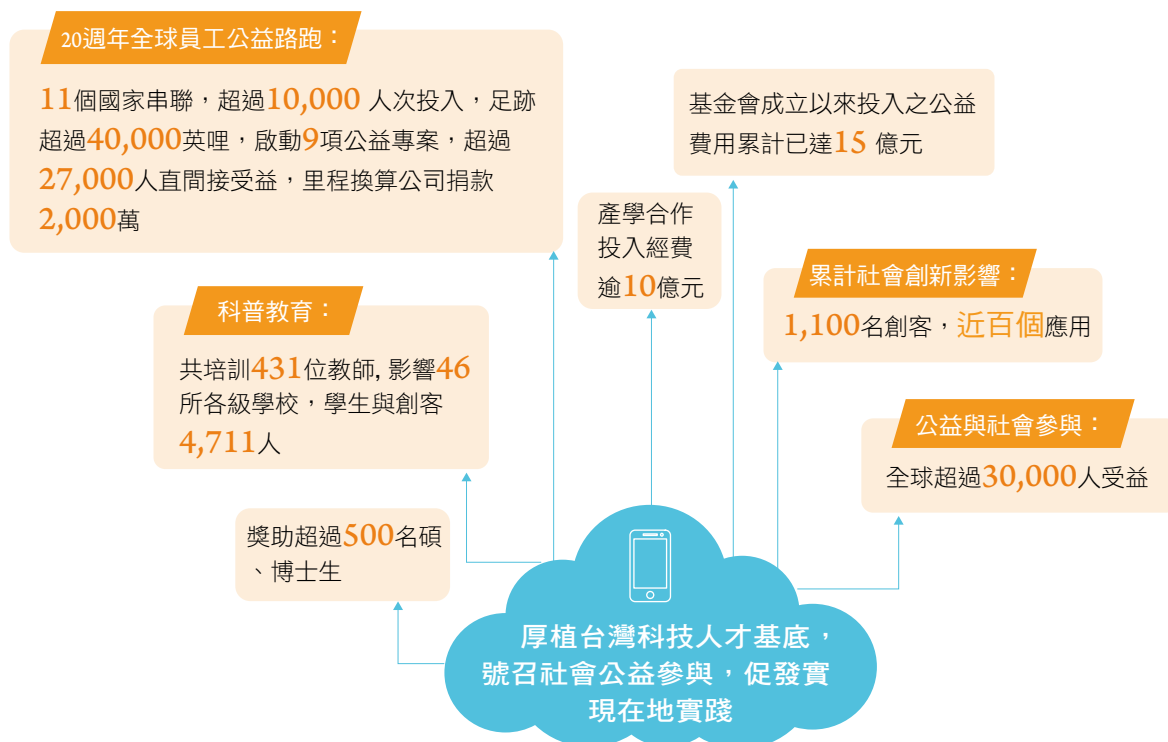 20週年全球員工公益路跑：
11個國家串聯，超過10,000 人次投入，足跡
超過40,000英哩，啟動9項公益專案，超過
27,000人直間接受益，里程換算公司捐款
2,000萬
基金會成立以來投入之公益
費用累計已達15 億元
產學合作
投入經費
逾10億元
累計社會創新影響：
1,100名創客，近百個應用
科普教育：
共培訓431位教師, 影響46
所各級學校，學生與創客
4,711人
公益與社會參與：
全球超過30,000人受益
獎助超過500名碩
、博士生
厚植台灣科技人才基底，
號召社會公益參與，促發實
現在地實踐